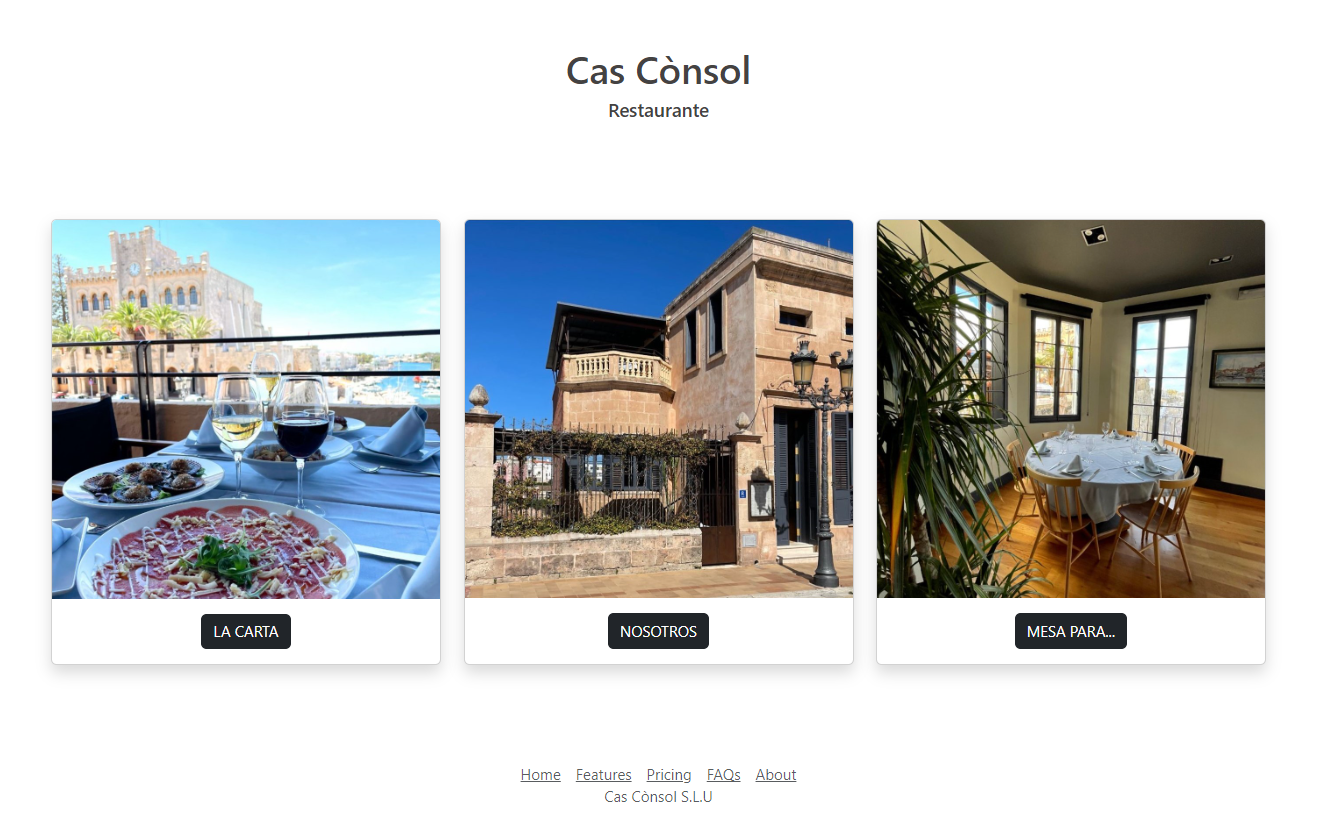 Cas Cònsol
Restaurante
LA CARTA
NOSOTROS
MESA PARA...
Home Features Pricing FAQs About
Cas Cònsol S.L.U